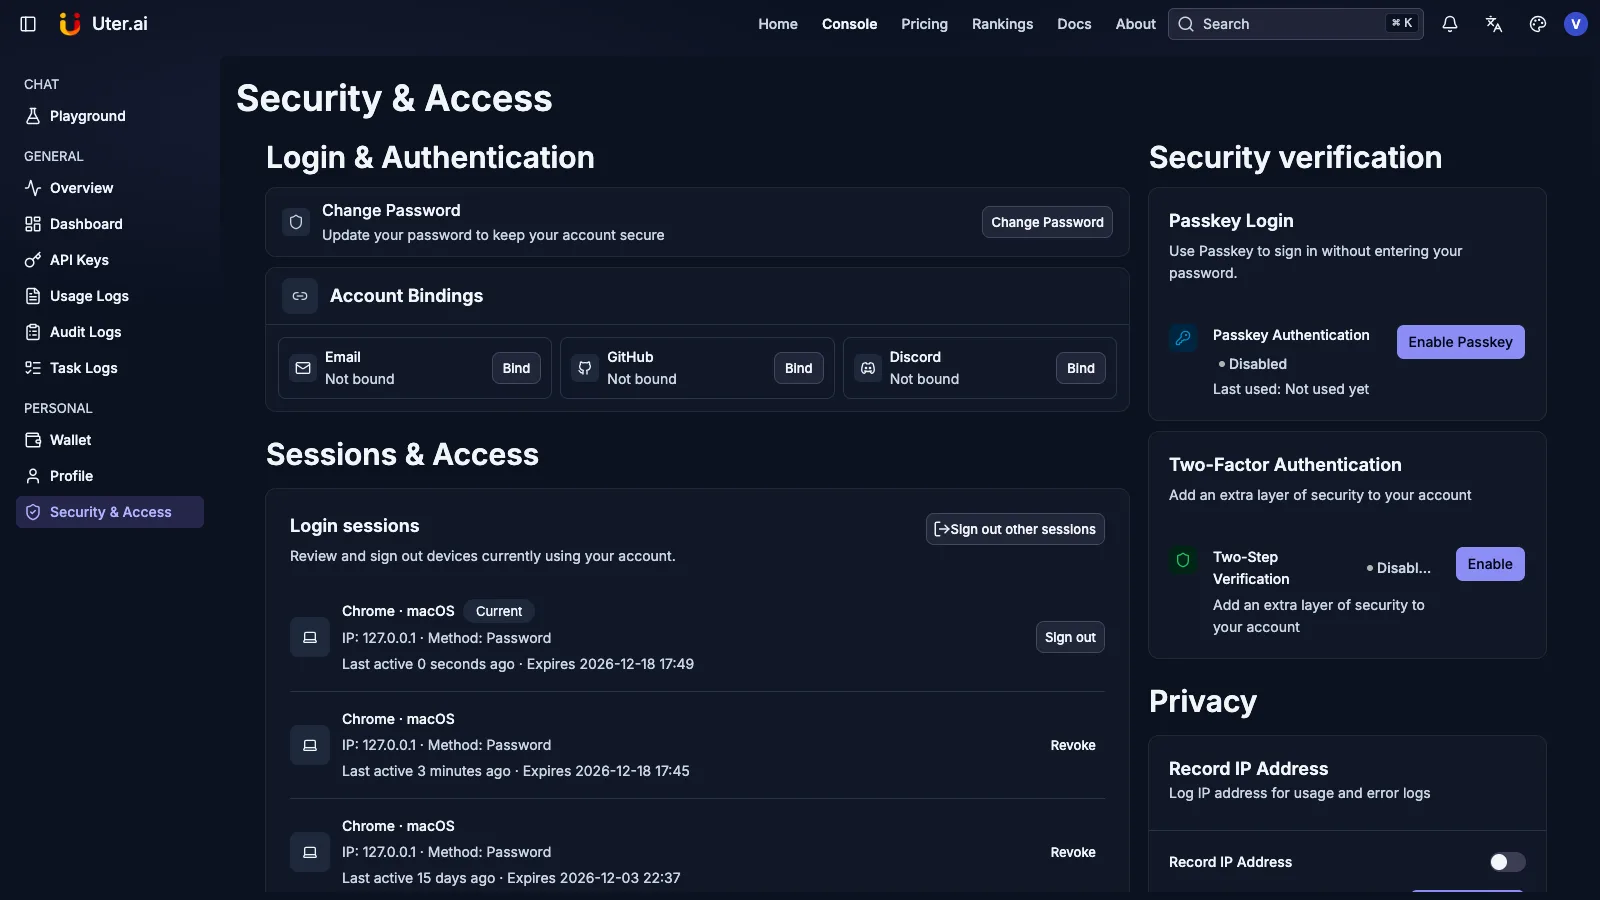 Uter.ai
Home
Console
Pricing
Rankings
Docs
About
Search
⌘ K
V
CHAT
Playground
GENERAL
Overview
Dashboard
API Keys
Usage Logs
Audit Logs
Task Logs
PERSONAL
Wallet
Profile
Security & Access
Security & Access
Login & Authentication
Change Password
Update your password to keep your account secure
Change Password
Account Bindings
Email
Not bound
Bind
GitHub
Not bound
Bind
Discord
Not bound
Bind
Sessions & Access
Login sessions
Review and sign out devices currently using your account.
Sign out other sessions
Chrome · macOS
Current
IP: 127.0.0.1 · Method: Password
Last active 0 seconds ago · Expires 2026-12-18 17:49
Sign out
Chrome · macOS
IP: 127.0.0.1 · Method: Password
Last active 3 minutes ago · Expires 2026-12-18 17:45
Revoke
Chrome · macOS
IP: 127.0.0.1 · Method: Password
Last active 15 days ago · Expires 2026-12-03 22:37
Revoke
Security verification
Passkey Login
Use Passkey to sign in without entering your
password.
Passkey Authentication
Disabled
Last used: Not used yet
Enable Passkey
Two-Factor Authentication
Add an extra layer of security to your account
Two-Step
Verification
Disabl...
Add an extra layer of security to
your account
Enable
Privacy
Record IP Address
Log IP address for usage and error logs
Record IP Address